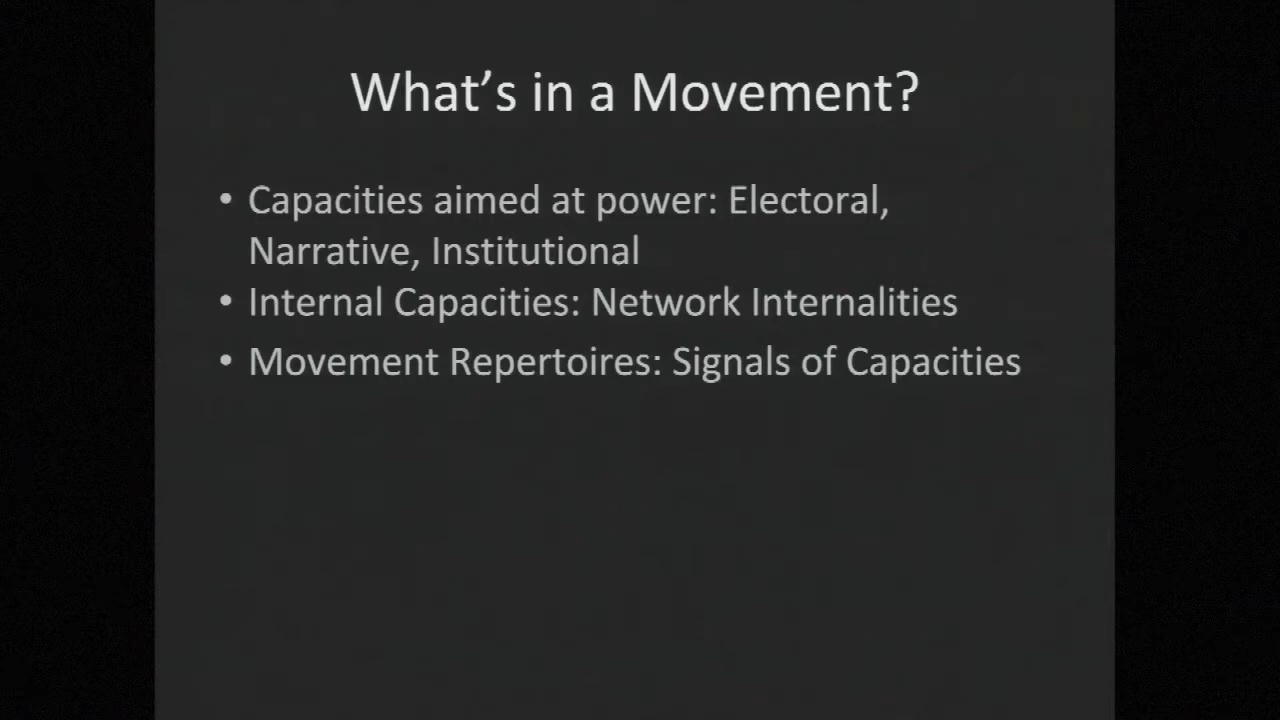 What's in a Movement?
• Capacities aimed at power: Electoral,
Narrative, Institutional
• Internal Capacities: Network Internalities
• Movement Repertoires: Signals of Capacities